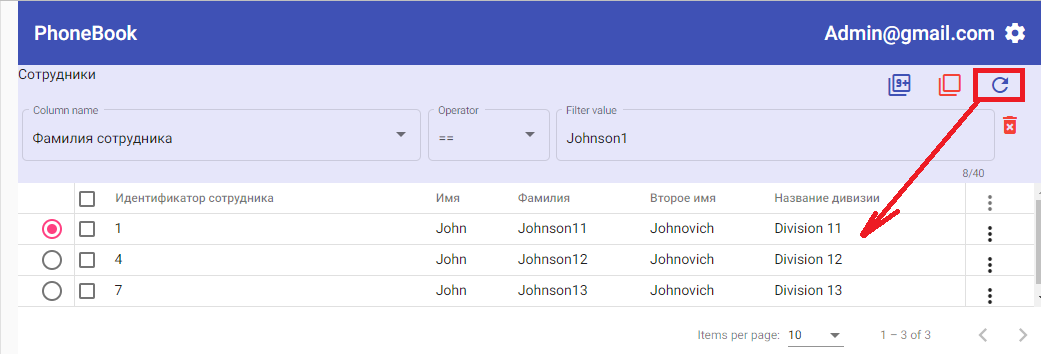 PhoneBook Admin@gmail.com
Сотрудники
9+
Column name Operator Filter value
Фамилия сотрудника == Johnson1
8/40
Идентификатор сотрудника Имя Фамилия Второе имя Название дивизии
1 John Johnson11 Johnovich Division 11
4 John Johnson12 Johnovich Division 12
7 John Johnson13 Johnovich Division 13
Items per page: 10 1 – 3 of 3